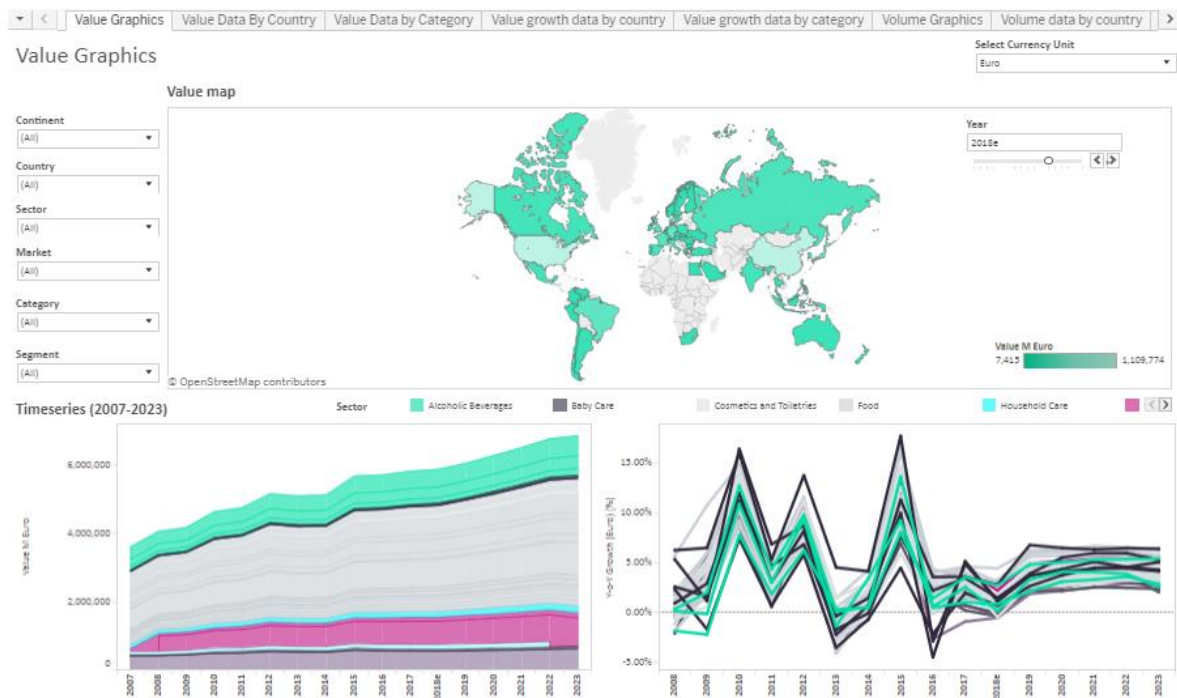 Value Graphics Value Data By Country Value Data by Category Value growth data by country Value growth data by category Volume Graphics Volume data by country
Value Graphics
Select Currency Unit
Euro
Value map
Continent
(All)
Country
(All)
Sector
(All)
Market
(All)
Category
(All)
Segment
(All)
Year
2018e
Value M Euro
7,415 1,109,774
© OpenStreetMap contributors
Timeseries (2007-2023)
Sector Alcoholic Beverages Baby Care Cosmetics and Toiletries Food Household Care
Value M Euro
6,000,000
4,000,000
2,000,000
0
2007 2008 2009 2010 2011 2012 2013 2014 2015 2016 2017 2018e 2019 2020 2021 2022 2023
Y-o-Y Growth (Euro) (%)
15.00%
10.00%
5.00%
0.00%
-5.00%
2008 2009 2010 2011 2012 2013 2014 2015 2016 2017 2018e 2019 2020 2021 2022 2023